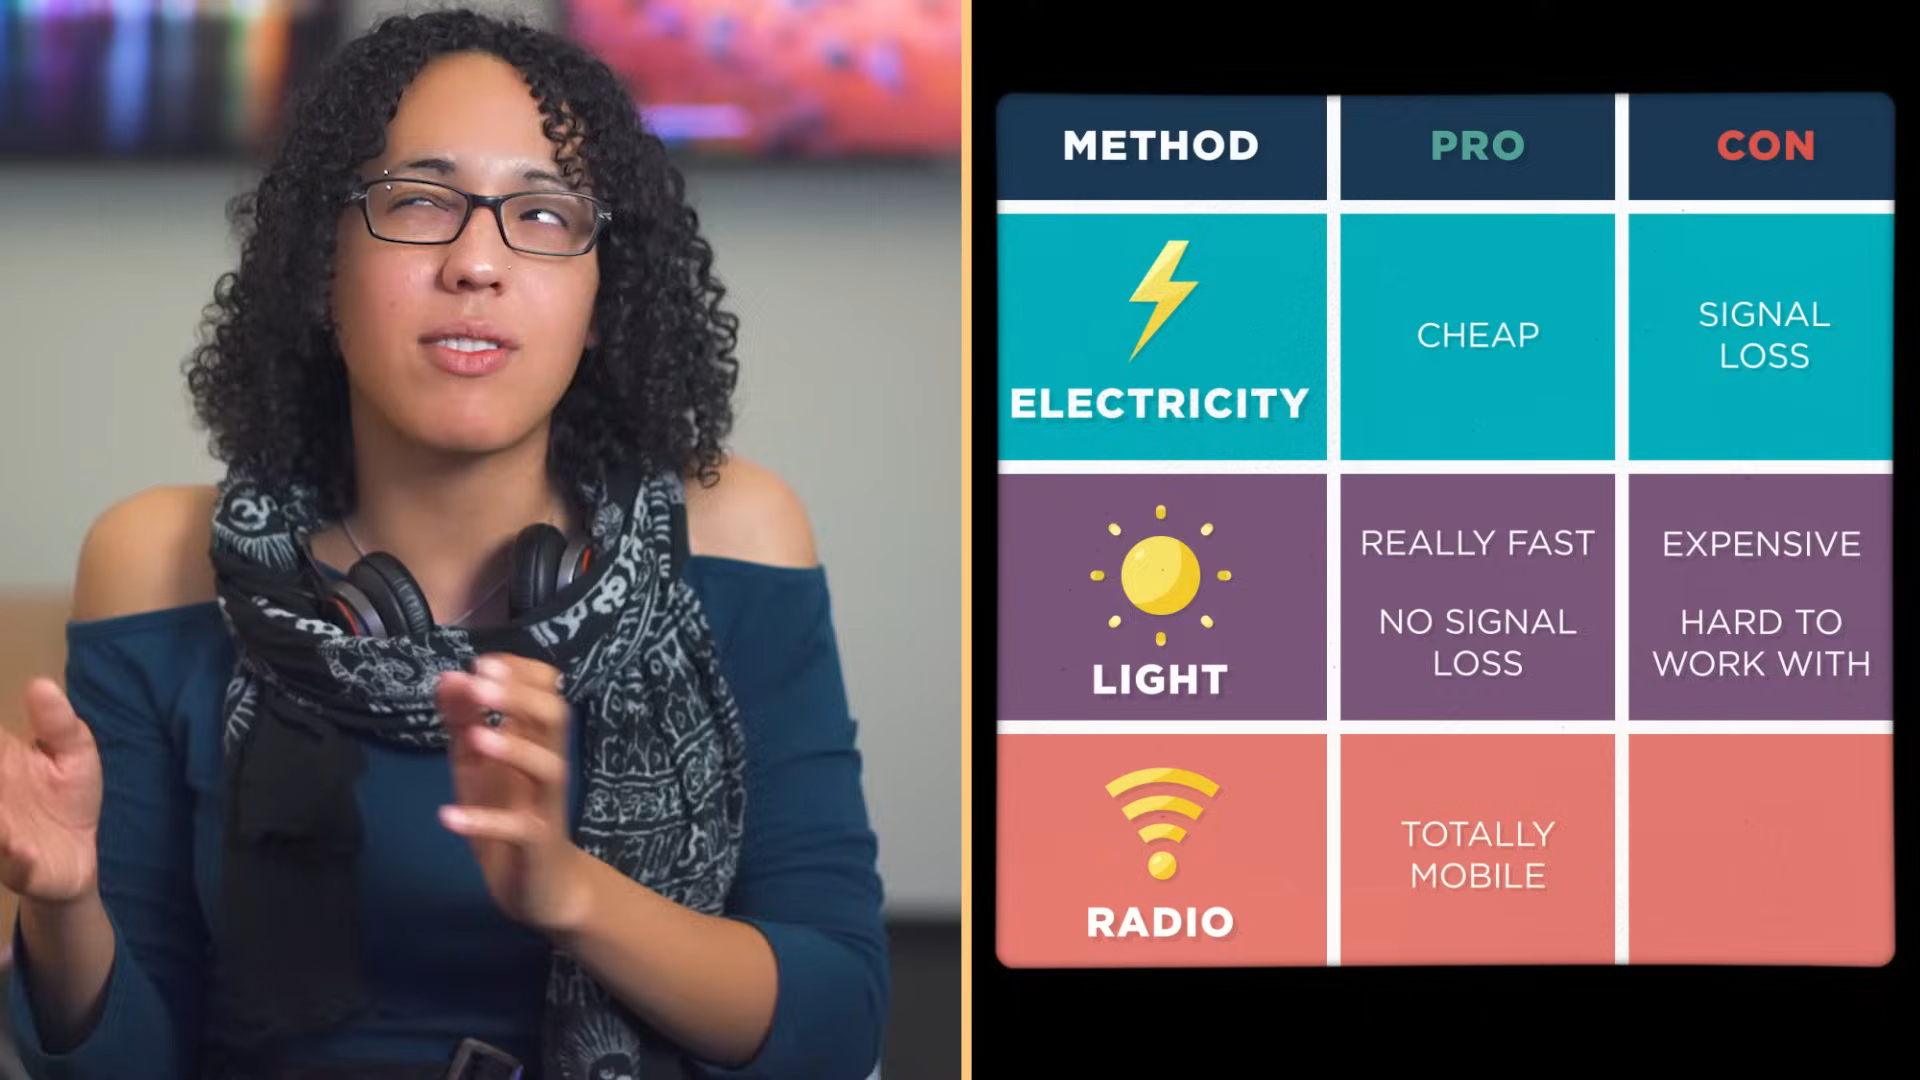 METHOD
PRO
CON
ELECTRICITY
CHEAP
SIGNAL
LOSS
LIGHT
REALLY FAST
NO SIGNAL
LOSS
EXPENSIVE
HARD TO
WORK WITH
RADIO
TOTALLY
MOBILE